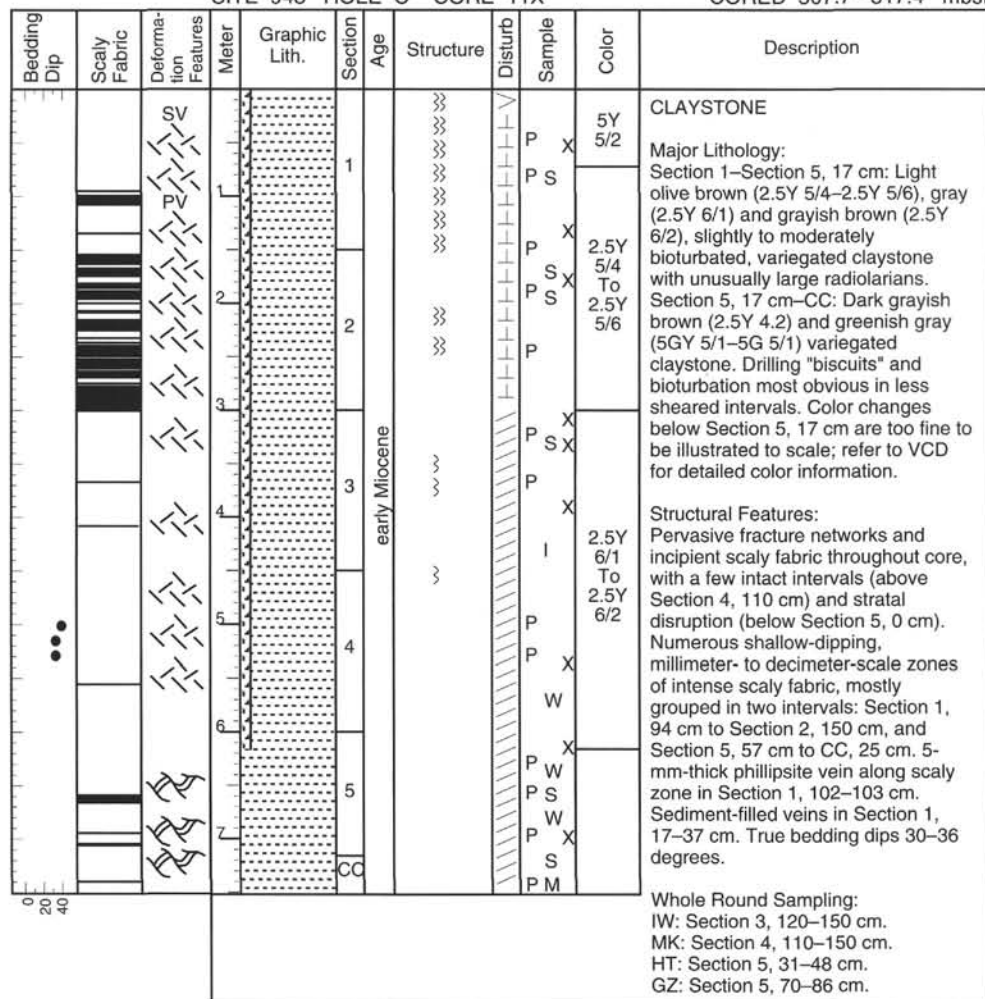 Bedding Dip
Scaly Fabric
Deforma-
tion
Features
Meter
Graphic
Lith.
Section
Age
Structure
Disturb
Sample
Color
Description
SV
PV
1
2
3
4
5
6
7
1
2
3
4
5
CC
early Miocene
P X
P S
X
P
S
X
P S
P
X
P S X
P
X
I
P
P X
W
X
P W
P S
W
P X
S
P M
5Y
5/2
2.5Y
5/4
To
2.5Y
5/6
2.5Y
6/1
To
2.5Y
6/2
0
20
40
CLAYSTONE
Major Lithology:
Section 1–Section 5, 17 cm: Light
olive brown (2.5Y 5/4–2.5Y 5/6), gray
(2.5Y 6/1) and grayish brown (2.5Y
6/2), slightly to moderately
bioturbated, variegated claystone
with unusually large radiolarians.
Section 5, 17 cm–CC: Dark grayish
brown (2.5Y 4.2) and greenish gray
(5GY 5/1–5G 5/1) variegated
claystone. Drilling "biscuits" and
bioturbation most obvious in less
sheared intervals. Color changes
below Section 5, 17 cm are too fine to
be illustrated to scale; refer to VCD
for detailed color information.
Structural Features:
Pervasive fracture networks and
incipient scaly fabric throughout core,
with a few intact intervals (above
Section 4, 110 cm) and stratal
disruption (below Section 5, 0 cm).
Numerous shallow-dipping,
millimeter- to decimeter-scale zones
of intense scaly fabric, mostly
grouped in two intervals: Section 1,
94 cm to Section 2, 150 cm, and
Section 5, 57 cm to CC, 25 cm. 5-
mm-thick phillipsite vein along scaly
zone in Section 1, 102–103 cm.
Sediment-filled veins in Section 1,
17–37 cm. True bedding dips 30–36
degrees.
Whole Round Sampling:
IW: Section 3, 120–150 cm.
MK: Section 4, 110–150 cm.
HT: Section 5, 31–48 cm.
GZ: Section 5, 70–86 cm.